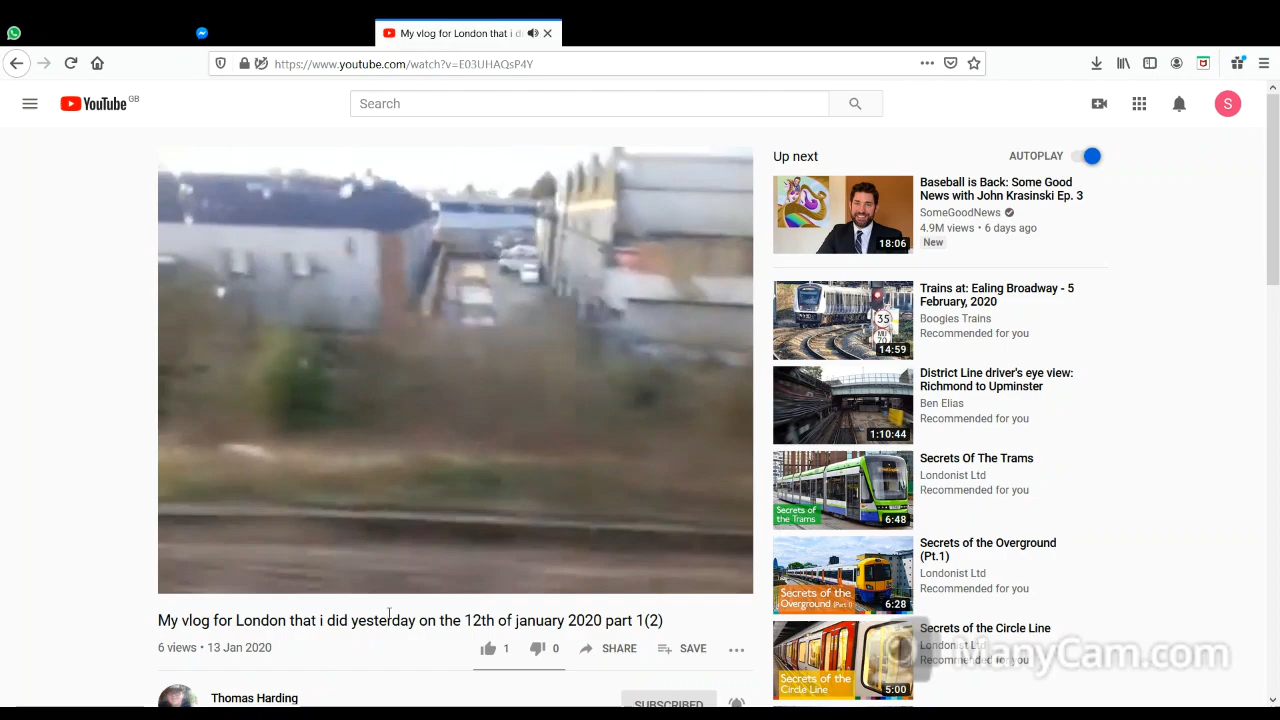 My vlog for London that i d
https://www.youtube.com/watch?v=E03UHAQsP4Y
YouTube GB
Search
S
Up next
AUTOPLAY
Baseball is Back: Some Good
News with John Krasinski Ep. 3
SomeGoodNews
4.9M views • 6 days ago
New
18:06
Trains at: Ealing Broadway - 5
February, 2020
Boogies Trains
Recommended for you
35
14:59
District Line driver's eye view:
Richmond to Upminster
Ben Elias
Recommended for you
1:10:44
Secrets Of The Trams
Londonist Ltd
Recommended for you
Secrets of
the Trams
6:48
Secrets of the Overground
(Pt.1)
Londonist Ltd
Recommended for you
Secrets of the
Overground (Part 1)
6:28
Secrets of the Circle Line
Londonist Ltd
Recommended for you
Secrets of the
Circle Line
5:00
ManyCam.com
My vlog for London that i did yesterday on the 12th of january 2020 part 1(2)
6 views • 13 Jan 2020
1
0
SHARE
SAVE
Thomas Harding
SUBSCRIBED